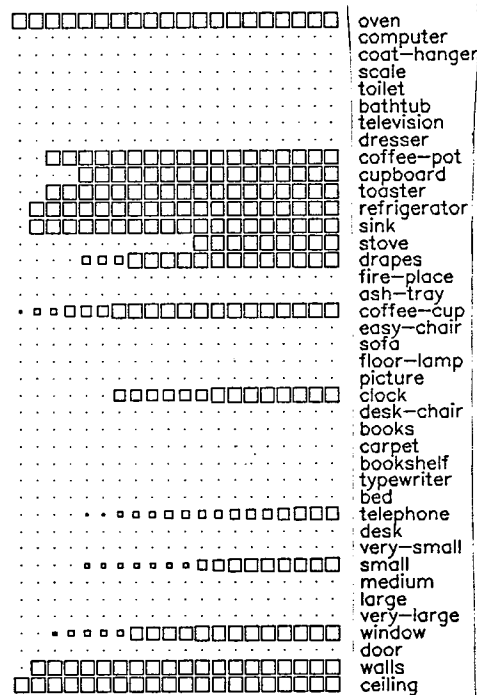 oven
computer
coat-hanger
scale
toilet
bathtub
television
dresser
coffee-pot
cupboard
toaster
refrigerator
sink
stove
drapes
fire-place
ash-tray
coffee-cup
easy-chair
sofa
floor-lamp
picture
clock
desk-chair
books
carpet
bookshelf
typewriter
bed
telephone
desk
very-small
small
medium
large
very-large
window
door
walls
ceiling